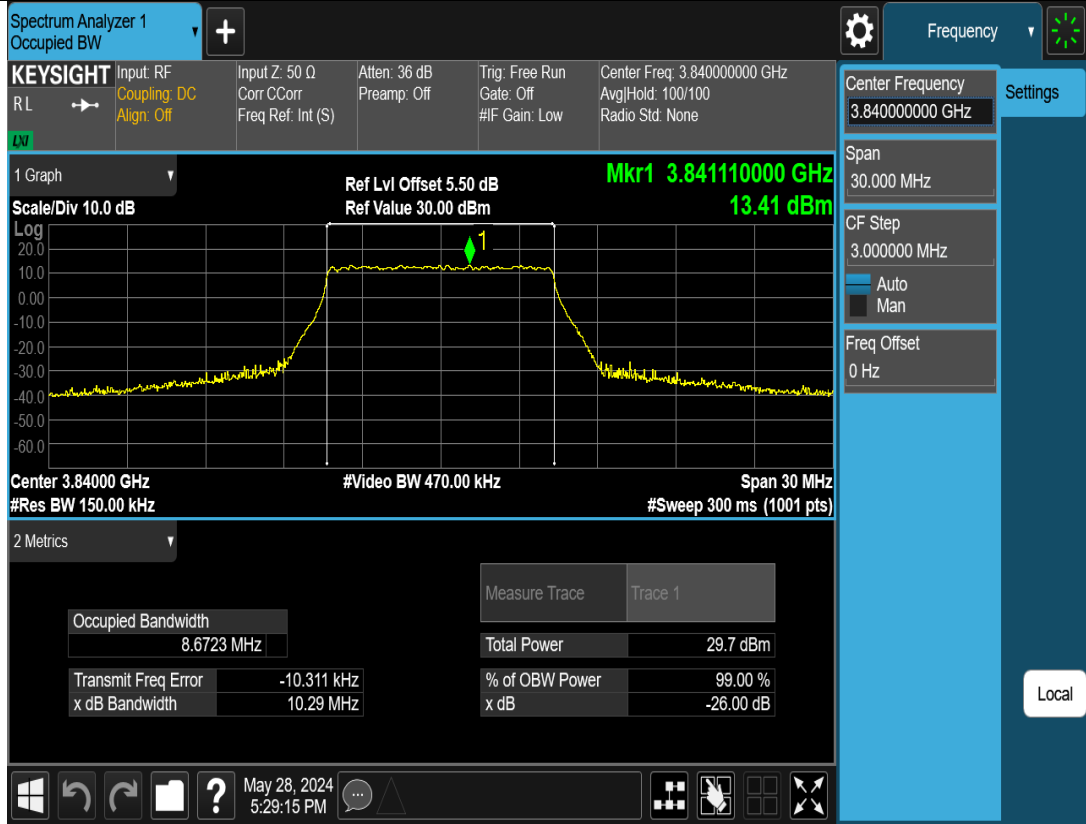 Spectrum Analyzer 1
Occupied BW
Frequency
KEYSIGHT
RL
LXI
Input: RF
Coupling: DC
Align: Off
Input Z: 50 Ω
Corr CCorr
Freq Ref: Int (S)
Atten: 36 dB
Preamp: Off
Trig: Free Run
Gate: Off
#IF Gain: Low
Center Freq: 3.840000000 GHz
Avg|Hold: 100/100
Radio Std: None
Center Frequency
3.840000000 GHz
Settings
Span
30.000 MHz
CF Step
3.000000 MHz
Auto
Man
Freq Offset
0 Hz
1 Graph
Scale/Div 10.0 dB
Ref Lvl Offset 5.50 dB
Ref Value 30.00 dBm
Mkr1 3.841110000 GHz
13.41 dBm
Log
1
20.0
10.0
0.00
-10.0
-20.0
-30.0
-40.0
-50.0
-60.0
Center 3.84000 GHz
#Video BW 470.00 kHz
Span 30 MHz
#Res BW 150.00 kHz
#Sweep 300 ms (1001 pts)
2 Metrics
Measure Trace
Trace 1
Occupied Bandwidth
8.6723 MHz
Total Power
29.7 dBm
Transmit Freq Error
-10.311 kHz
% of OBW Power
99.00 %
x dB Bandwidth
10.29 MHz
x dB
-26.00 dB
Local
?
May 28, 2024
5:29:15 PM